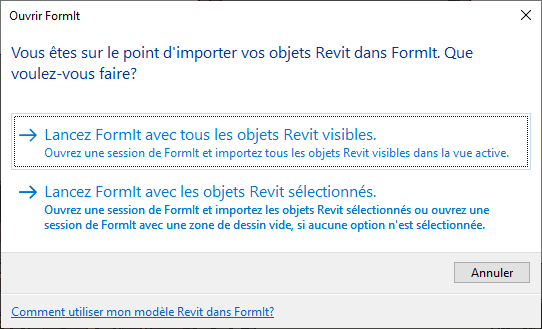 Ouvrir FormIt
Vous êtes sur le point d'importer vos objets Revit dans FormIt. Que
voulez-vous faire?
Lancez FormIt avec tous les objets Revit visibles.
Ouvrez une session de FormIt et importez tous les objets Revit visibles dans la vue active.
Lancez FormIt avec les objets Revit sélectionnés.
Ouvrez une session de FormIt et importez les objets Revit sélectionnés ou ouvrez une
session de FormIt avec une zone de dessin vide, si aucune option n'est sélectionnée.
Annuler
Comment utiliser mon modèle Revit dans FormIt?